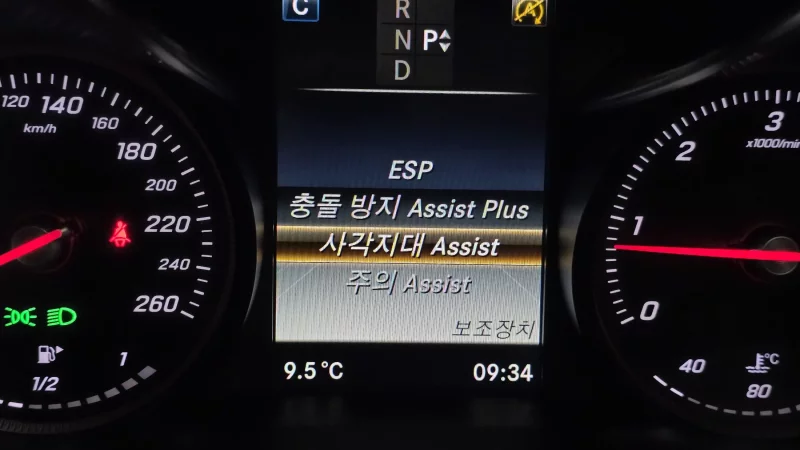 C
R
N P
D
120 140
km/h 160
180
200
220
240
260
1/2 1
ESP
충돌 방지 Assist Plus
사각지대 Assist
주의 Assist
보조장치
9.5 °C 09:34
3
x1000/min
2
1
0
40 °C
80